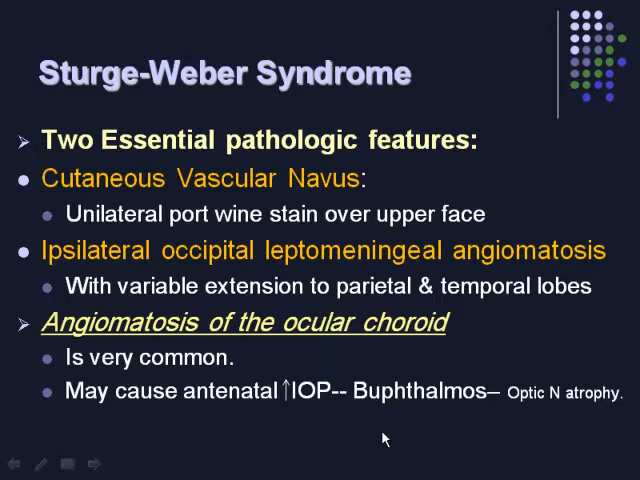 Sturge-Weber Syndrome
Two Essential pathologic features:
Cutaneous Vascular Navus:
Unilateral port wine stain over upper face
Ipsilateral occipital leptomeningeal angiomatosis
With variable extension to parietal & temporal lobes
Angiomatosis of the ocular choroid
Is very common.
May cause antenatal ↑IOP-- Buphthalmos– Optic N atrophy.